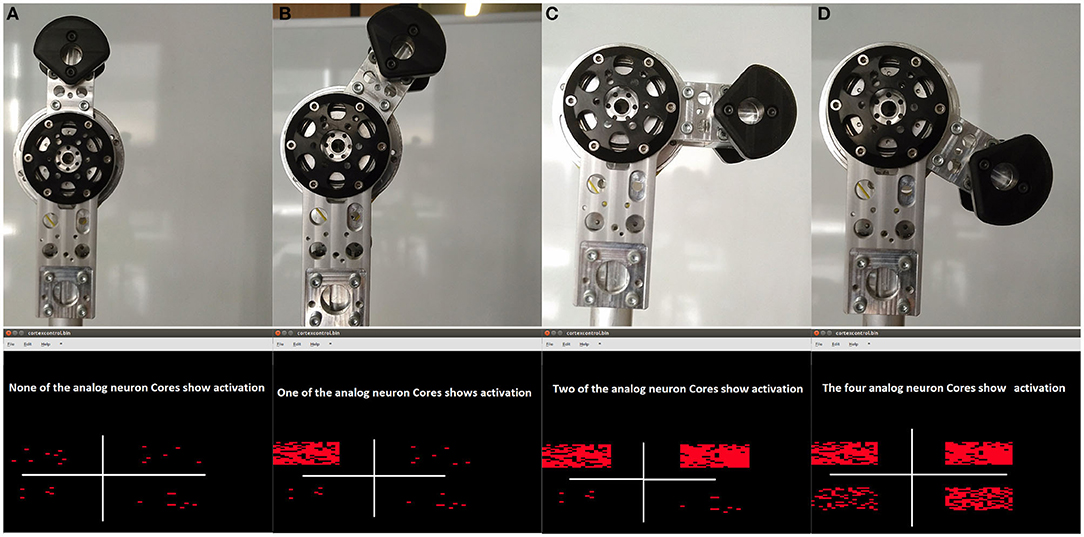 A
B
C
D
cortexcontrol.bin
cortexcontrol.bin
cortexcontrol.bin
cortexcontrol.bin
File Edit Help
File Edit Help
File Edit Help
File Edit Help
None of the analog neuron Cores show activation
One of the analog neuron Cores shows activation
Two of the analog neuron Cores show activation
The four analog neuron Cores show activation